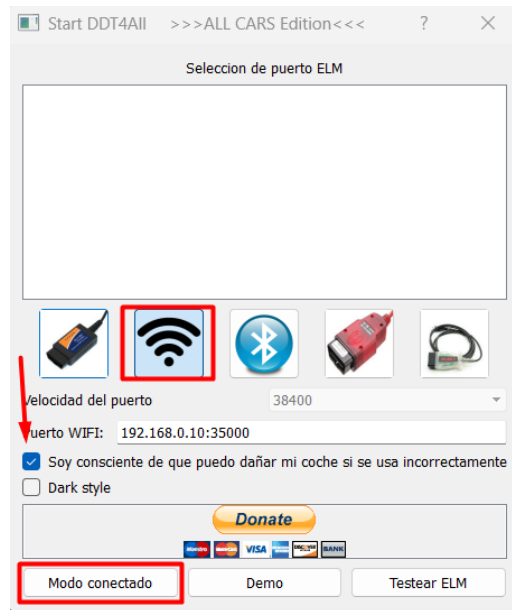 Start DDT4All >>>ALL CARS Edition<<< ?
Seleccion de puerto ELM
Velocidad del puerto 38400
Puerto WIFI: 192.168.0.10:35000
Soy consciente de que puedo dañar mi coche si se usa incorrectamente
Dark style
Donate
Maestro VISA BANK
Modo conectado Demo Testear ELM